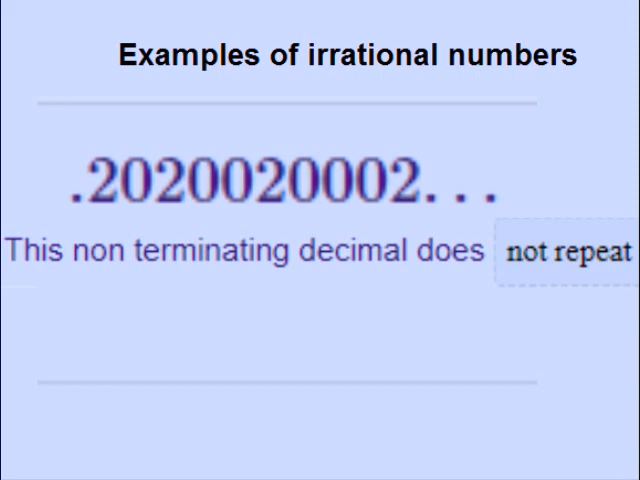 Examples of irrational numbers
.2020020002. . .
This non terminating decimal does not repeat